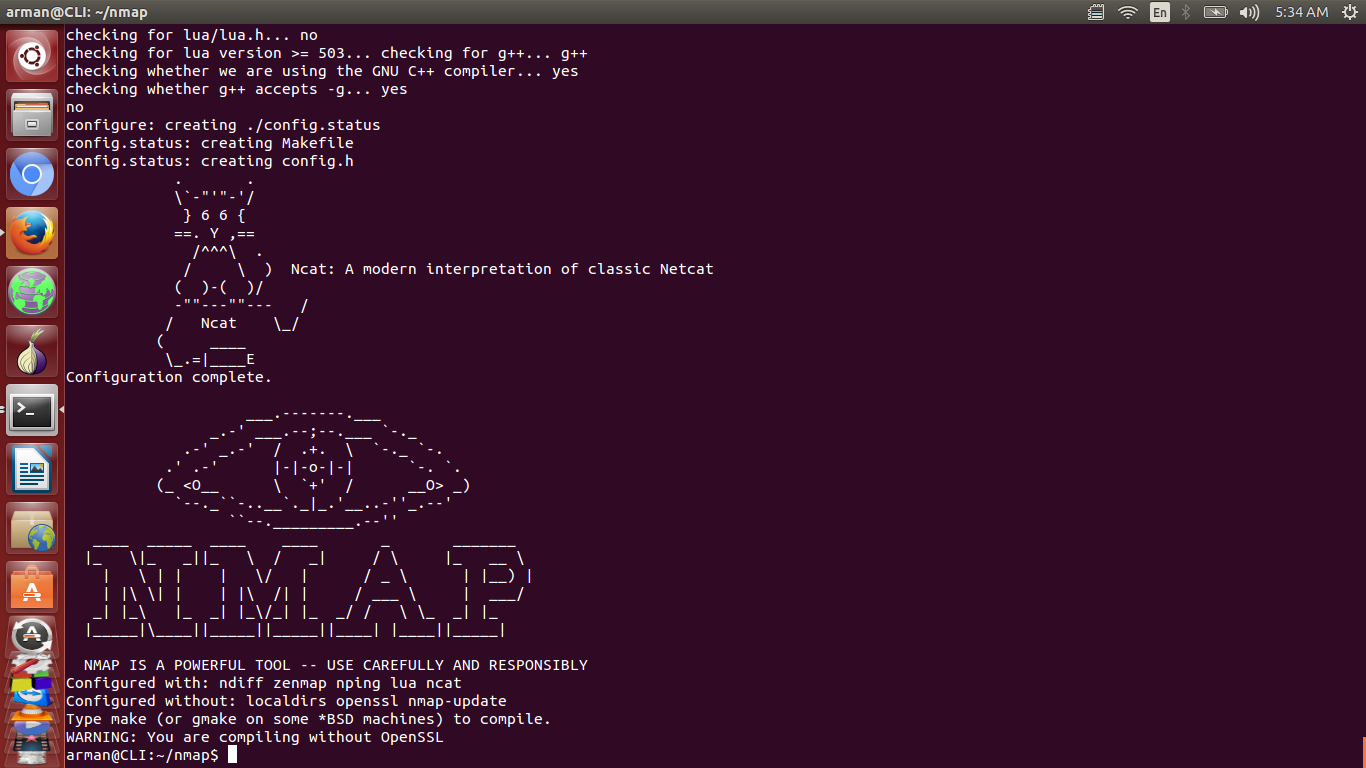 arman@CLI: ~/nmap
En
5:34 AM
checking for lua/lua.h... no
checking for lua version >= 503... checking for g++... g++
checking whether we are using the GNU C++ compiler... yes
checking whether g++ accepts -g... yes
no
configure: creating ./config.status
config.status: creating Makefile
config.status: creating config.h
            .       .
            \`-"'"-'/
             } 6 6 {
            ==. Y ,==
              /^^^\  .
             /     \  )  Ncat: A modern interpretation of classic Netcat
            (  )-(  )/
            -""---""---   /
           /   Ncat    \_/
          (     ____
           \_.=|____E
Configuration complete.
                    ___.-------.___
                _.-' ___.--;--.___ `-._
             .-' _.-'  /  .+.  \  `-._ `-.
           .' .-'      |-|-o-|-|      `-. `.
          (_ <O__      \  `+'  /      __O> _)
            `--._``-..__`._|_.'__..-''_.--'
                  ``--._________.--''
   ____  _____  ____    ____       _       _______
  |_   \|_   _||_   \  /   _|     / \     |_   __ \
    |   \ | |    |   \/   |      / _ \      | |__) |
    | |\ \| |    | |\  /| |     / ___ \     |  ___/
   _| |_\   |_  _| |_\/_| |_  _/ /   \ \_  _| |_
  |_____|\____||_____||_____||____| |____||_____|
  NMAP IS A POWERFUL TOOL -- USE CAREFULLY AND RESPONSIBLY
Configured with: ndiff zenmap nping lua ncat
Configured without: localdirs openssl nmap-update
Type make (or gmake on some *BSD machines) to compile.
WARNING: You are compiling without OpenSSL
arman@CLI:~/nmap$